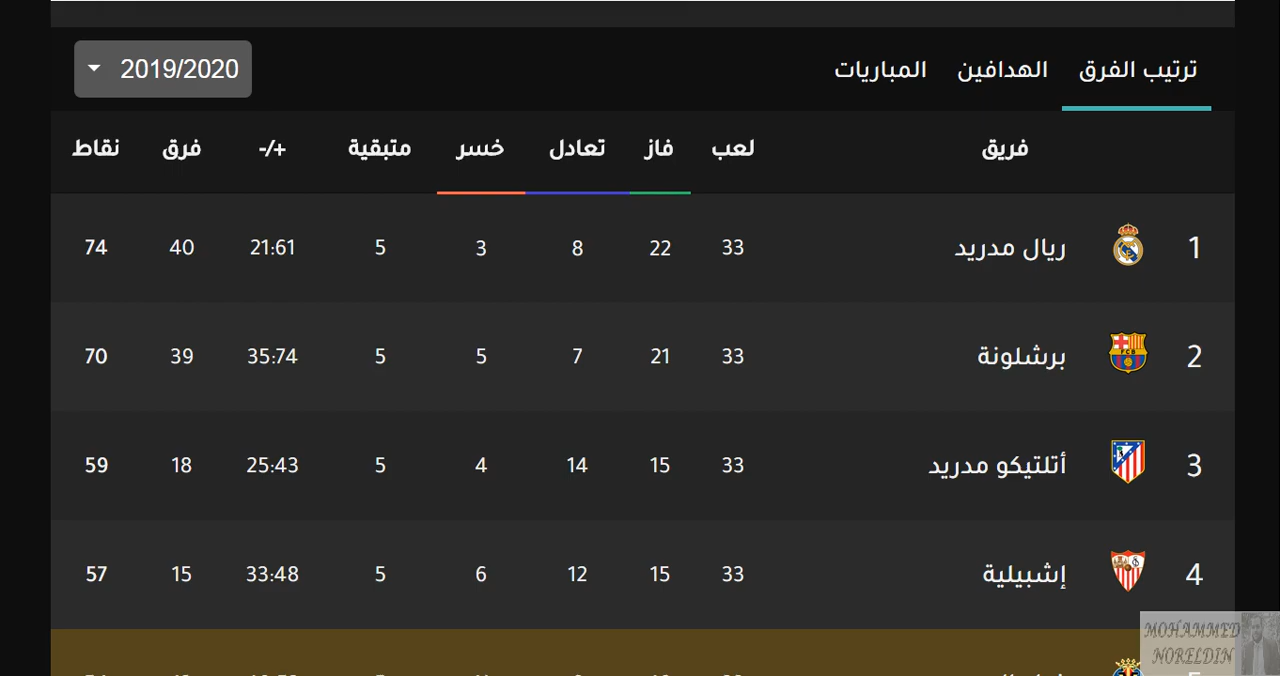 ترتيب الفرق الهدافين المباريات 2019/2020
فريق لعب فاز تعادل خسر متبقية +/- فرق نقاط
1 ريال مدريد 33 22 8 3 5 21:61 40 74
2 برشلونة 33 21 7 5 5 35:74 39 70
3 أتلتيكو مدريد 33 15 14 4 5 25:43 18 59
4 إشبيلية 33 15 12 6 5 33:48 15 57
MOHAMMED
NORELDIN